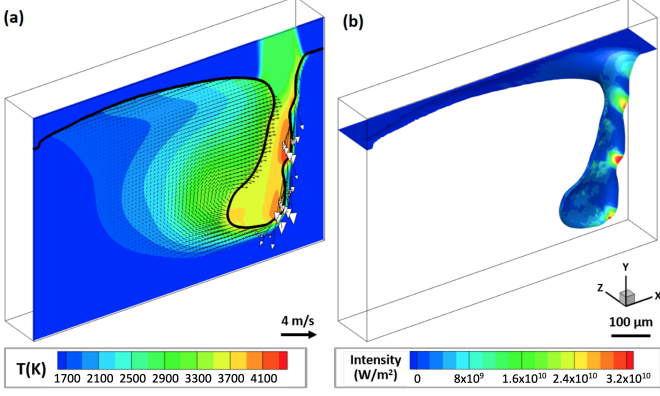 (a)
(b)
4 m/s
Y
Z
X
100 µm
T(K)
1700 2100 2500 2900 3300 3700 4100
Intensity
(W/m²)
0 8x10⁹ 1.6x10¹⁰ 2.4x10¹⁰ 3.2x10¹⁰